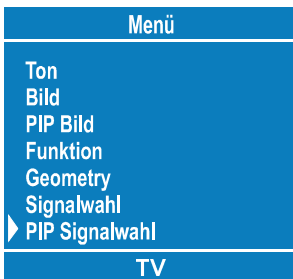 Menü
Ton
Bild
PIP Bild
Funktion
Geometry
Signalwahl
PIP Signalwahl
TV